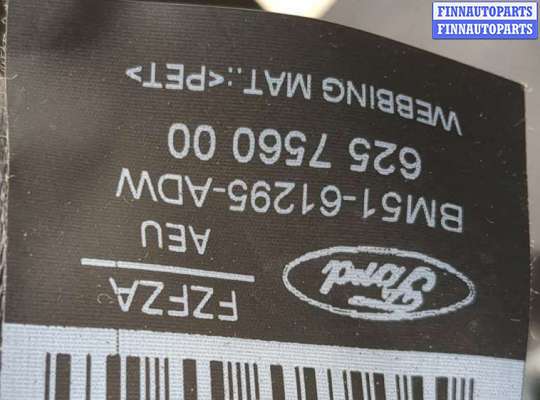 FINNAUTOPARTS
FINNAUTOPARTS
FZFZA
AEU
Ford
BM51-61295-ADW
625 7560 00
WEBBING MAT.:<PET>